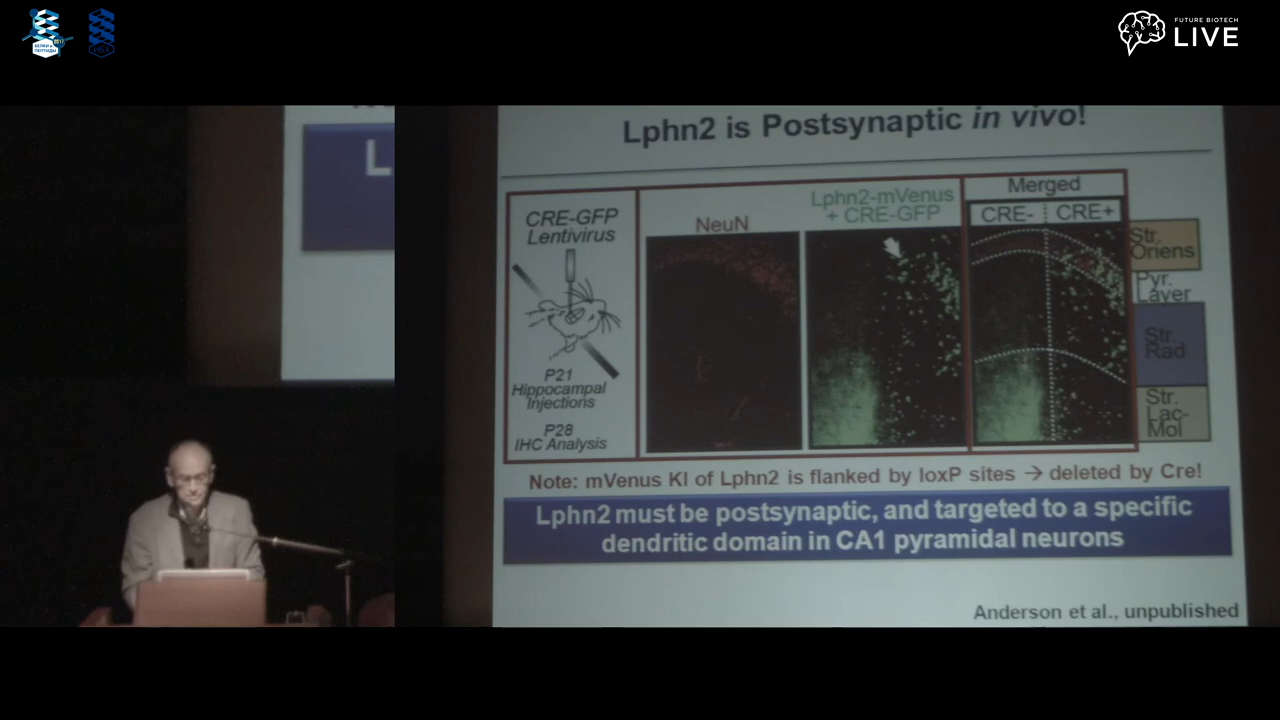 БЕЛКИ И
ПЕПТИДЫ
2017
FUTURE BIOTECH
LIVE
L
Lphn2 is Postsynaptic in vivo!
CRE-GFP
Lentivirus
P21
Hippocampal
Injections
P28
IHC Analysis
NeuN
Lphn2-mVenus
+ CRE-GFP
Merged
CRE- CRE+
Str.
Oriens
Pyr.
Layer
Str.
Rad
Str.
Lac-
Mol
Note: mVenus KI of Lphn2 is flanked by loxP sites → deleted by Cre!
Lphn2 must be postsynaptic, and targeted to a specific
dendritic domain in CA1 pyramidal neurons
Anderson et al., unpublished